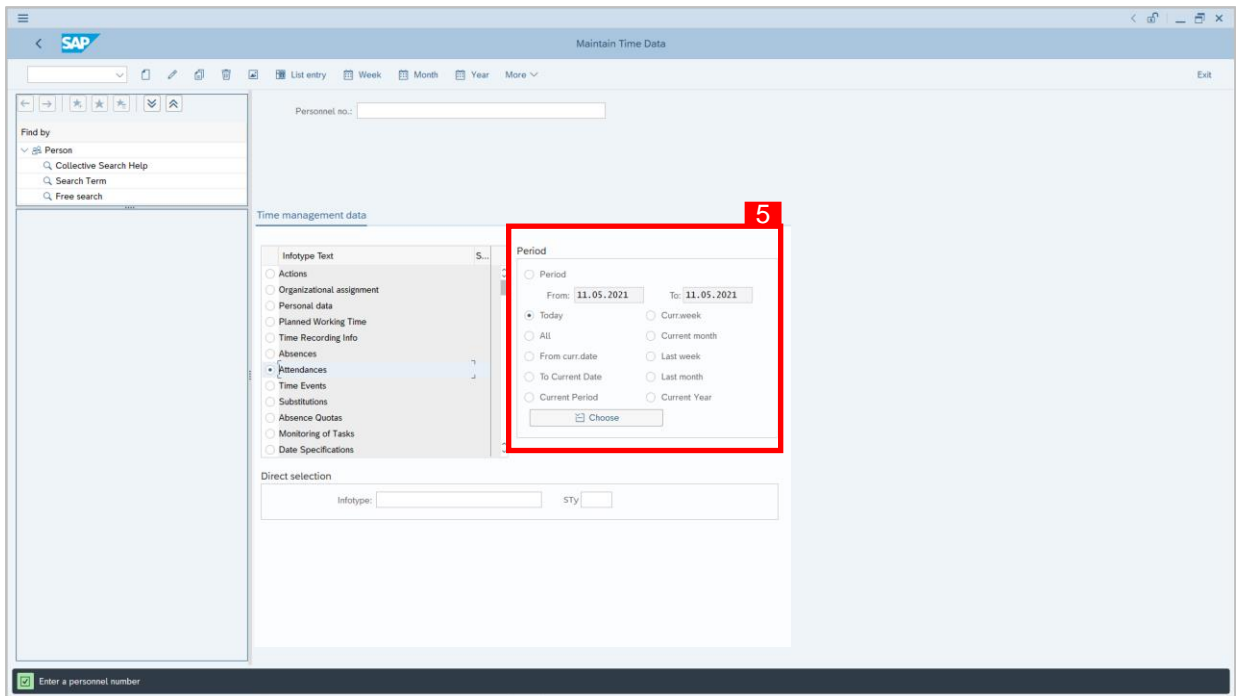 SAP
Maintain Time Data
List entry Week Month Year More Exit
Personnel no.:
Find by
Person
Collective Search Help
Search Term
Free search
Time management data
5
Infotype Text S...
Actions
Organizational assignment
Personal data
Planned Working Time
Time Recording Info
Absences
Attendances
Time Events
Substitutions
Absence Quotas
Monitoring of Tasks
Date Specifications
Period
Period
From: 11.05.2021 To: 11.05.2021
Today Curr.week
All Current month
From curr.date Last week
To Current Date Last month
Current Period Current Year
Choose
Direct selection
Infotype: STy
Enter a personnel number